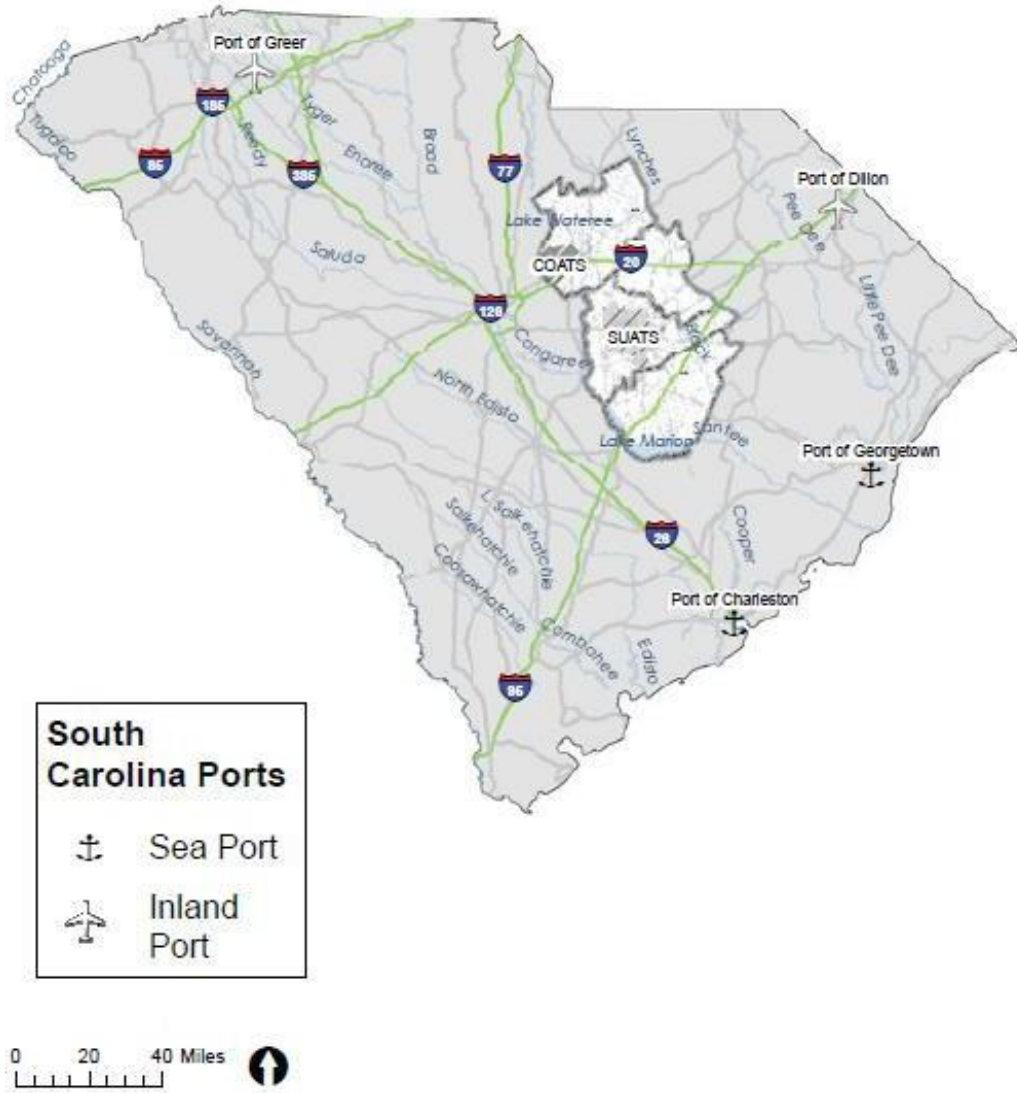 Port of Greer
Chatooga
Tugaloo
185
85
Reedy
Tyger
385
Enoree
Broad
77
Lynches
Port of Dillon
Pee Dee
Lake Wateree
COATS
20
Saluda
126
Little Pee Dee
SUATS
Black
Congaree
Savannah
North Edisto
Lake Marion
Santee
Port of Georgetown
L. Salkehatchie
Salkehatchie
Coosawhatchie
26
Cooper
Port of Charleston
Combahee
Edisto
95
South
Carolina Ports
Sea Port
Inland
Port
0 20 40 Miles